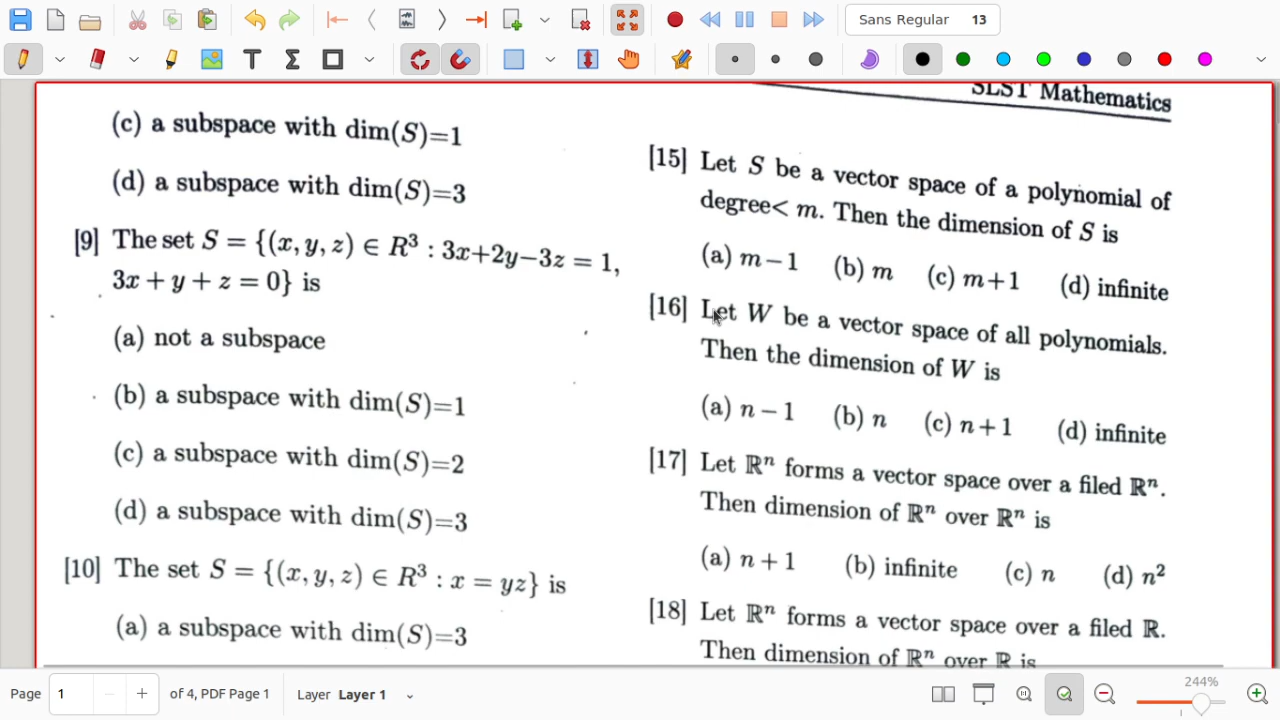 Sans Regular 13
(c) a subspace with dim(S)=1
(d) a subspace with dim(S)=3
[9] The set S = {(x, y, z) ∈ R³ : 3x+2y−3z = 1,
3x + y + z = 0} is
(a) not a subspace
(b) a subspace with dim(S)=1
(c) a subspace with dim(S)=2
(d) a subspace with dim(S)=3
[10] The set S = {(x, y, z) ∈ R³ : x = yz} is
(a) a subspace with dim(S)=3
SLST Mathematics
[15] Let S be a vector space of a polynomial of
degree< m. Then the dimension of S is
(a) m−1 (b) m (c) m+1 (d) infinite
[16] Let W be a vector space of all polynomials.
Then the dimension of W is
(a) n−1 (b) n (c) n+1 (d) infinite
[17] Let ℝⁿ forms a vector space over a filed ℝⁿ.
Then dimension of ℝⁿ over ℝⁿ is
(a) n+1 (b) infinite (c) n (d) n²
[18] Let ℝⁿ forms a vector space over a filed ℝ.
Then dimension of ℝⁿ over ℝ is
Page 1 of 4, PDF Page 1 Layer Layer 1 244%